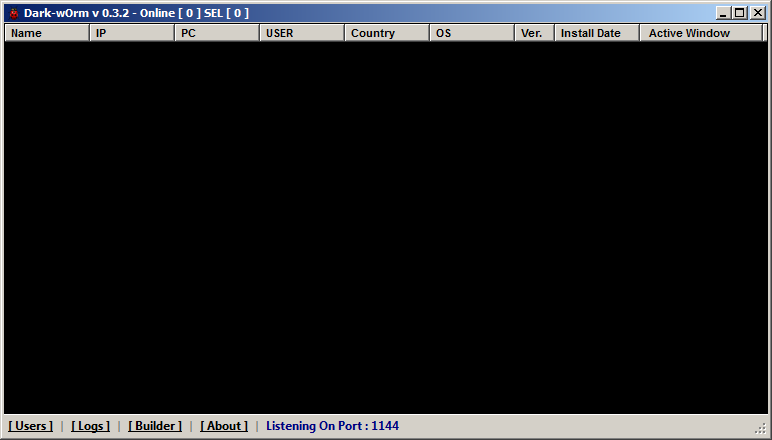 Dark-wOrm v 0.3.2 - Online [ 0 ] SEL [ 0 ]
Name IP PC USER Country OS Ver. Install Date Active Window
[ Users ] | [ Logs ] | [ Builder ] | [ About ] | Listening On Port : 1144